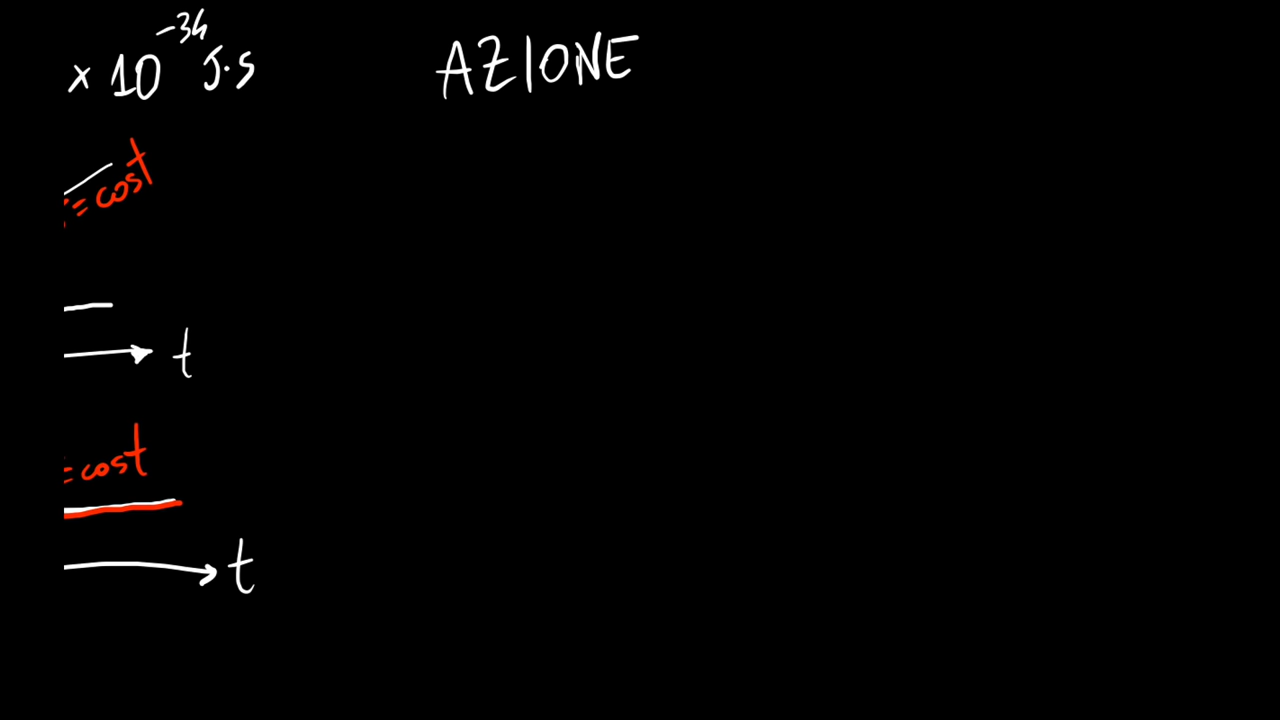 × 10⁻³⁴ J·s AZIONE
= cost
t
= cost
t